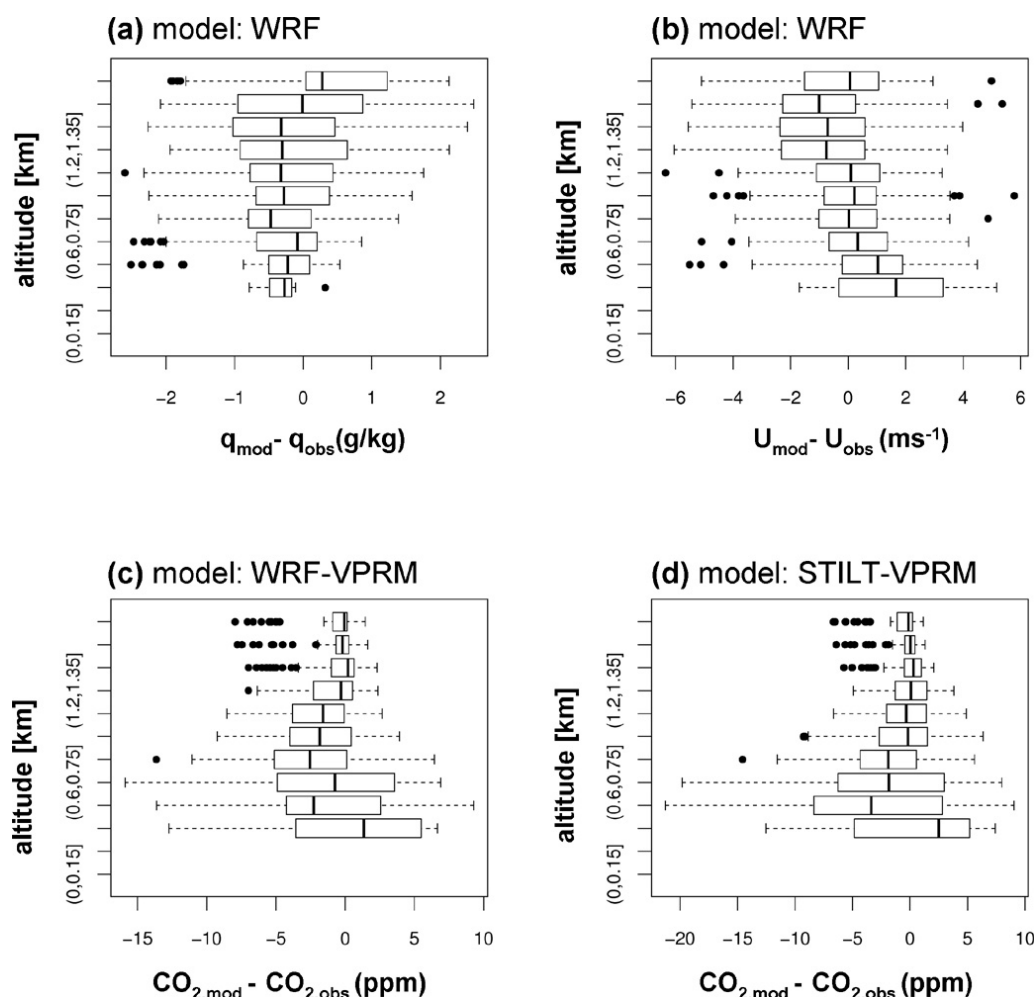 (a) model: WRF
altitude [km]
(1.2,1.35]
(0.6,0.75]
(0,0.15]
−2 −1 0 1 2
qmod- qobs(g/kg)
(b) model: WRF
altitude [km]
(1.2,1.35]
(0.6,0.75]
(0,0.15]
−6 −4 −2 0 2 4 6
Umod- Uobs (ms-1)
(c) model: WRF-VPRM
altitude [km]
(1.2,1.35]
(0.6,0.75]
(0,0.15]
−15 −10 −5 0 5 10
CO2 mod - CO2 obs (ppm)
(d) model: STILT-VPRM
altitude [km]
(1.2,1.35]
(0.6,0.75]
(0,0.15]
−20 −15 −10 −5 0 5 10
CO2 mod - CO2 obs (ppm)